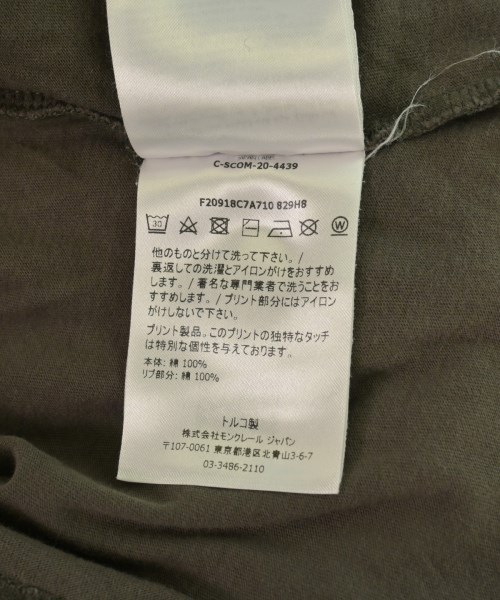 C-SCOM-20-4439
F20918C7A710 829H8
30
W
他のものと分けて洗って下さい。/
裏返しての洗濯とアイロンがけをおすすめ
します。/ 著名な専門業者で洗うことをお
すすめします。/ プリント部分にはアイロン
がけしないで下さい。
プリント製品。このプリントの独特なタッチ
は特別な個性を与えております。
本体: 綿 100%
リブ部分: 綿 100%
トルコ製
株式会社モンクレール ジャパン
〒107-0061 東京都港区北青山3-6-7
03-3486-2110